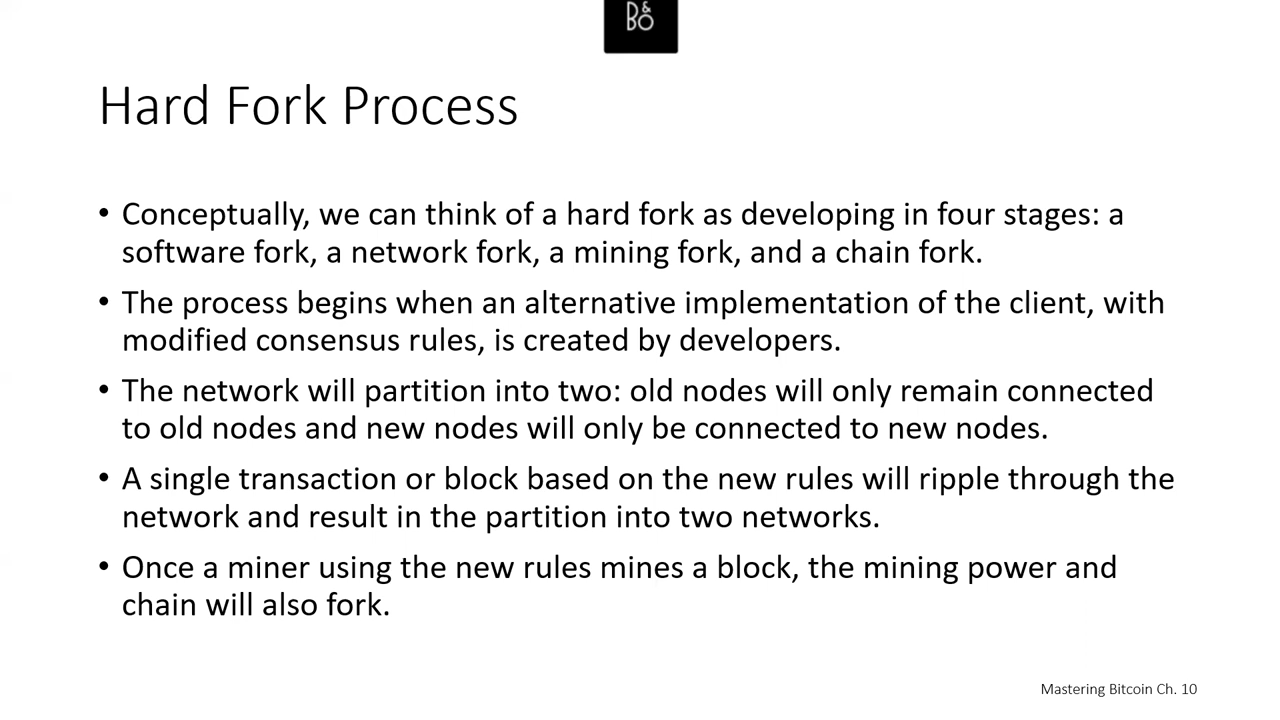 B&O
Hard Fork Process
• Conceptually, we can think of a hard fork as developing in four stages: a
software fork, a network fork, a mining fork, and a chain fork.
• The process begins when an alternative implementation of the client, with
modified consensus rules, is created by developers.
• The network will partition into two: old nodes will only remain connected
to old nodes and new nodes will only be connected to new nodes.
• A single transaction or block based on the new rules will ripple through the
network and result in the partition into two networks.
• Once a miner using the new rules mines a block, the mining power and
chain will also fork.
Mastering Bitcoin Ch. 10